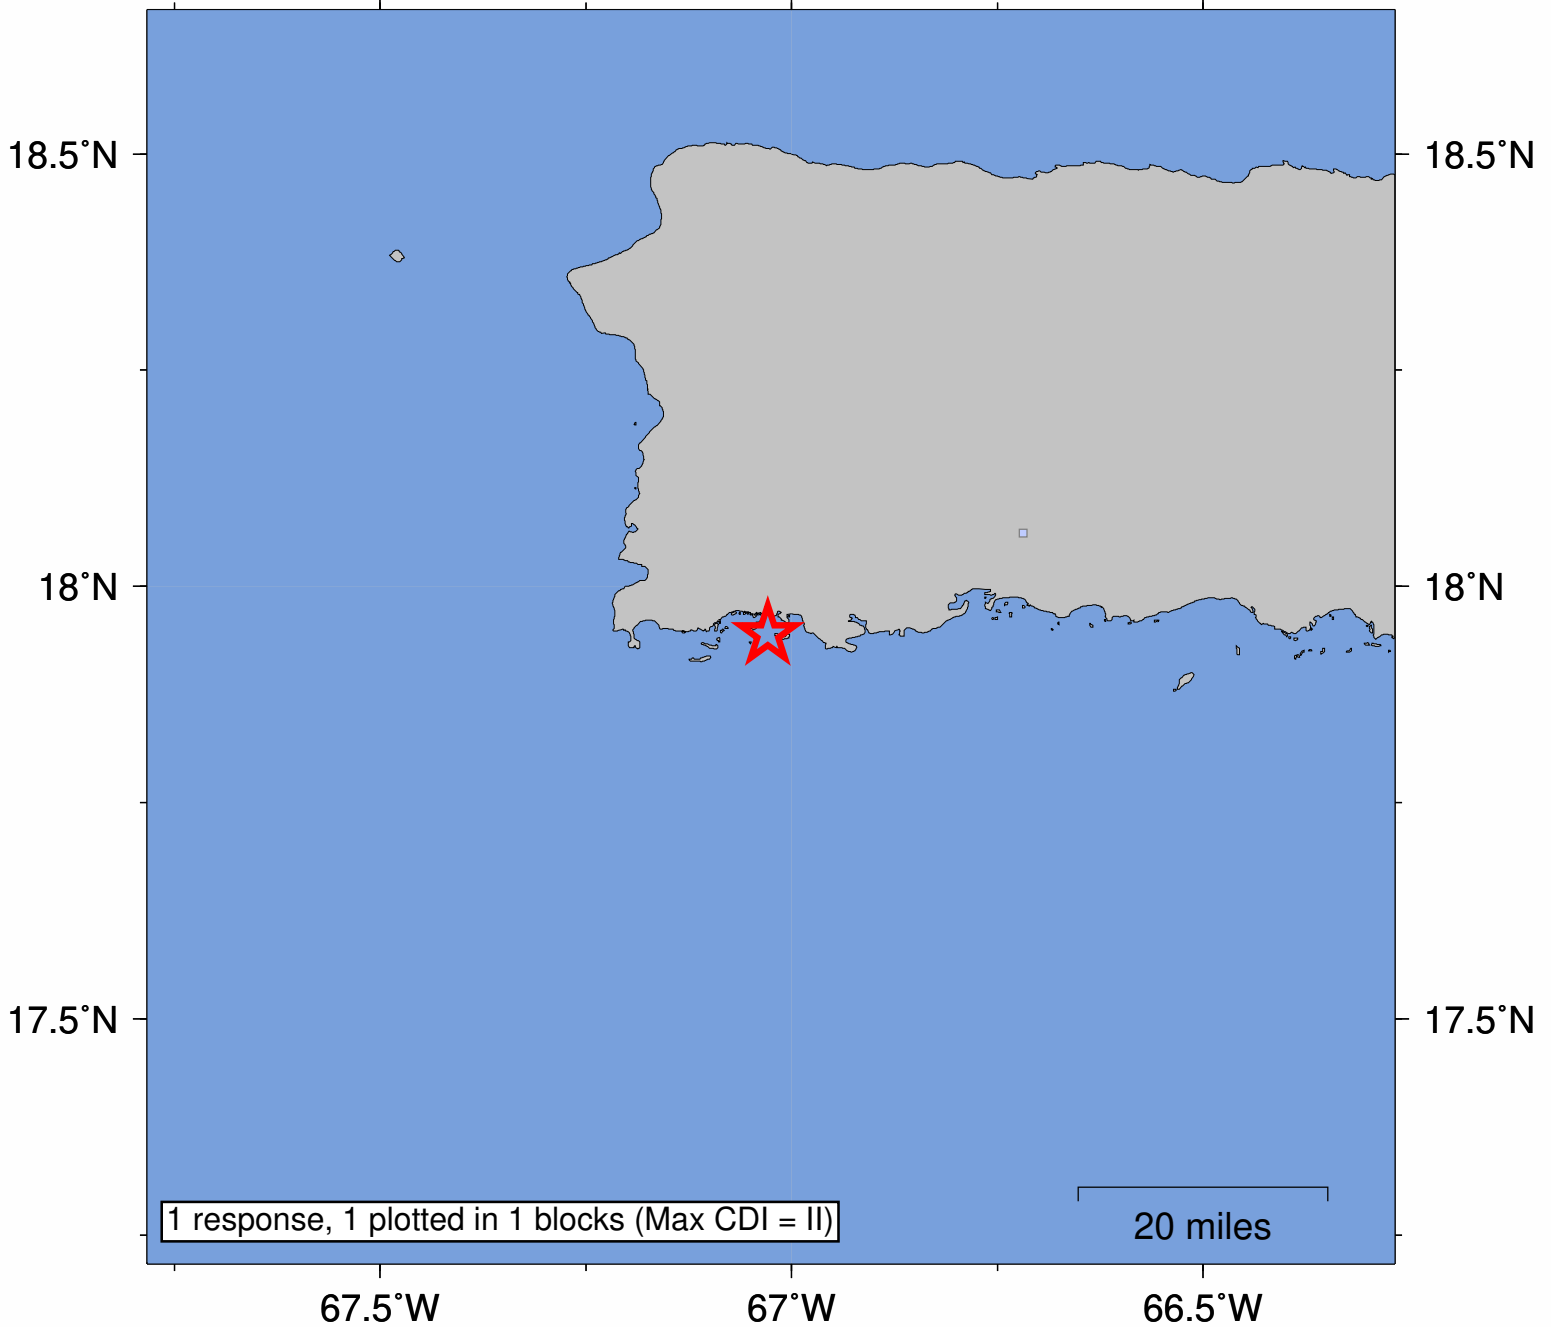 18.5˚N 18.5˚N
18˚N 18˚N
17.5˚N 17.5˚N
1 response, 1 plotted in 1 blocks (Max CDI = II)
20 miles
67.5˚W 67˚W 66.5˚W